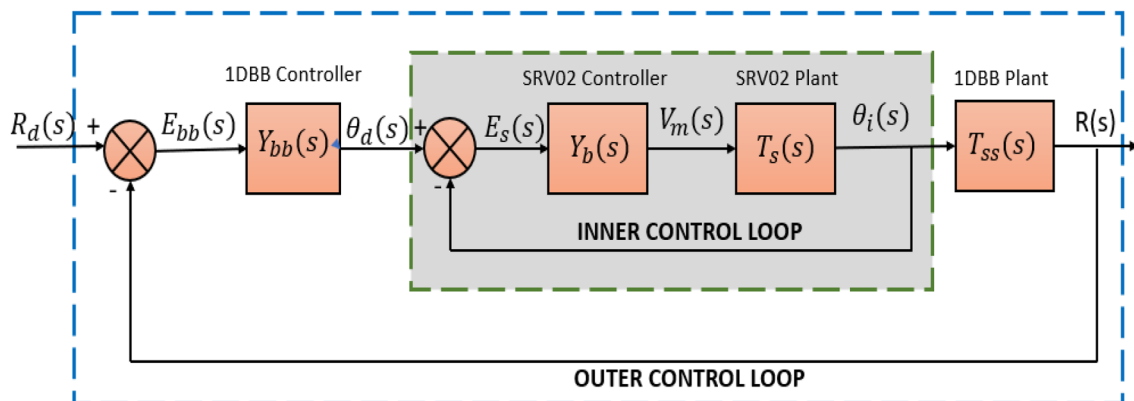 1DBB Controller
SRV02 Controller
SRV02 Plant
1DBB Plant
R_d(s) +
E_bb(s)
Y_bb(s)
θ_d(s) +
E_s(s)
Y_b(s)
V_m(s)
T_s(s)
θ_i(s)
T_ss(s)
R(s)
-
-
INNER CONTROL LOOP
OUTER CONTROL LOOP